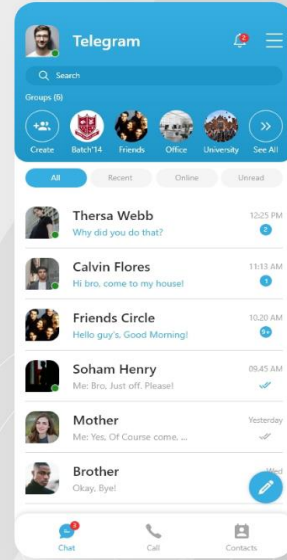 Telegram
2
Search
Groups (6)
Create Batch'14 Friends Office University See All
All Recent Online Unread
Thersa Webb 12:25 PM
Why did you do that? 2
Calvin Flores 11:13 AM
Hi bro, come to my house! 1
Friends Circle 10.20 AM
Hello guy's, Good Morning! 9+
Soham Henry 09.45 AM
Me: Bro, Just off, Please!
Mother Yesterday
Me: Yes, Of Course come, ...
Brother Wed
Okay, Bye!
Chat Call Contacts